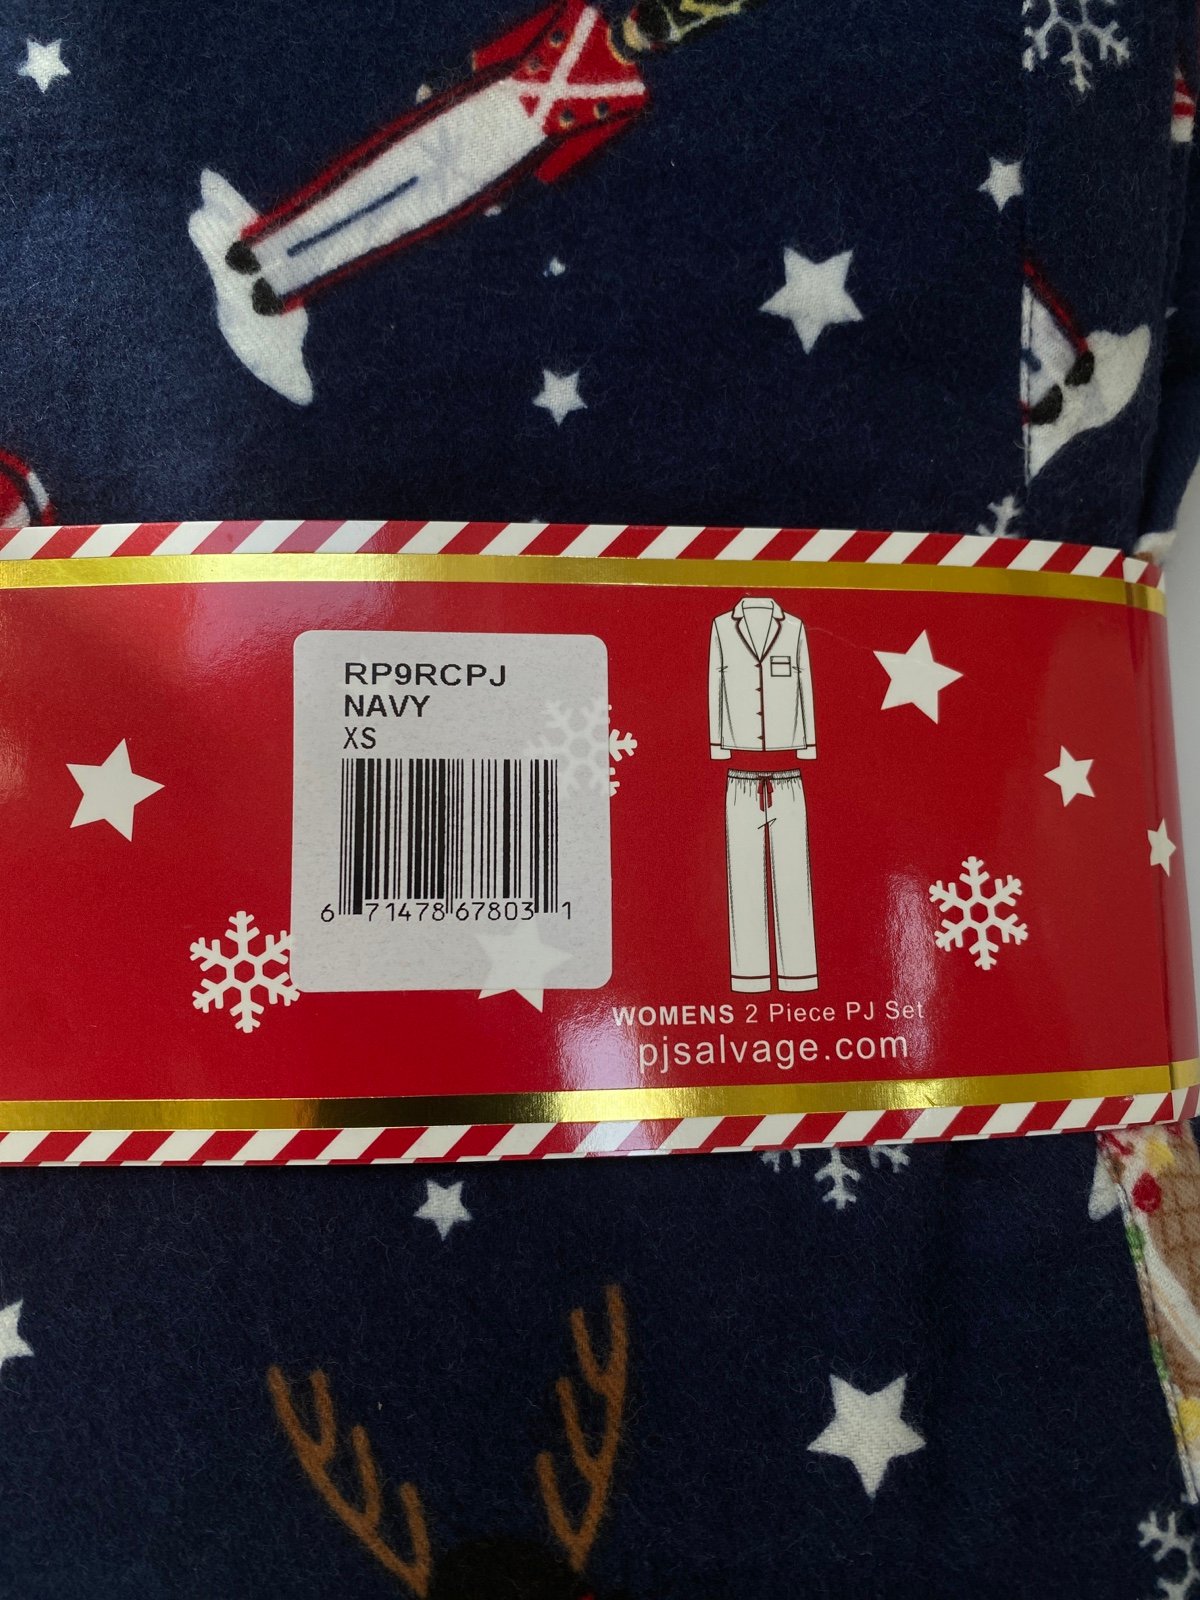 RP9RCPJ
NAVY
XS
6 71478 67803 1
WOMENS 2 Piece PJ Set
pjsalvage.com